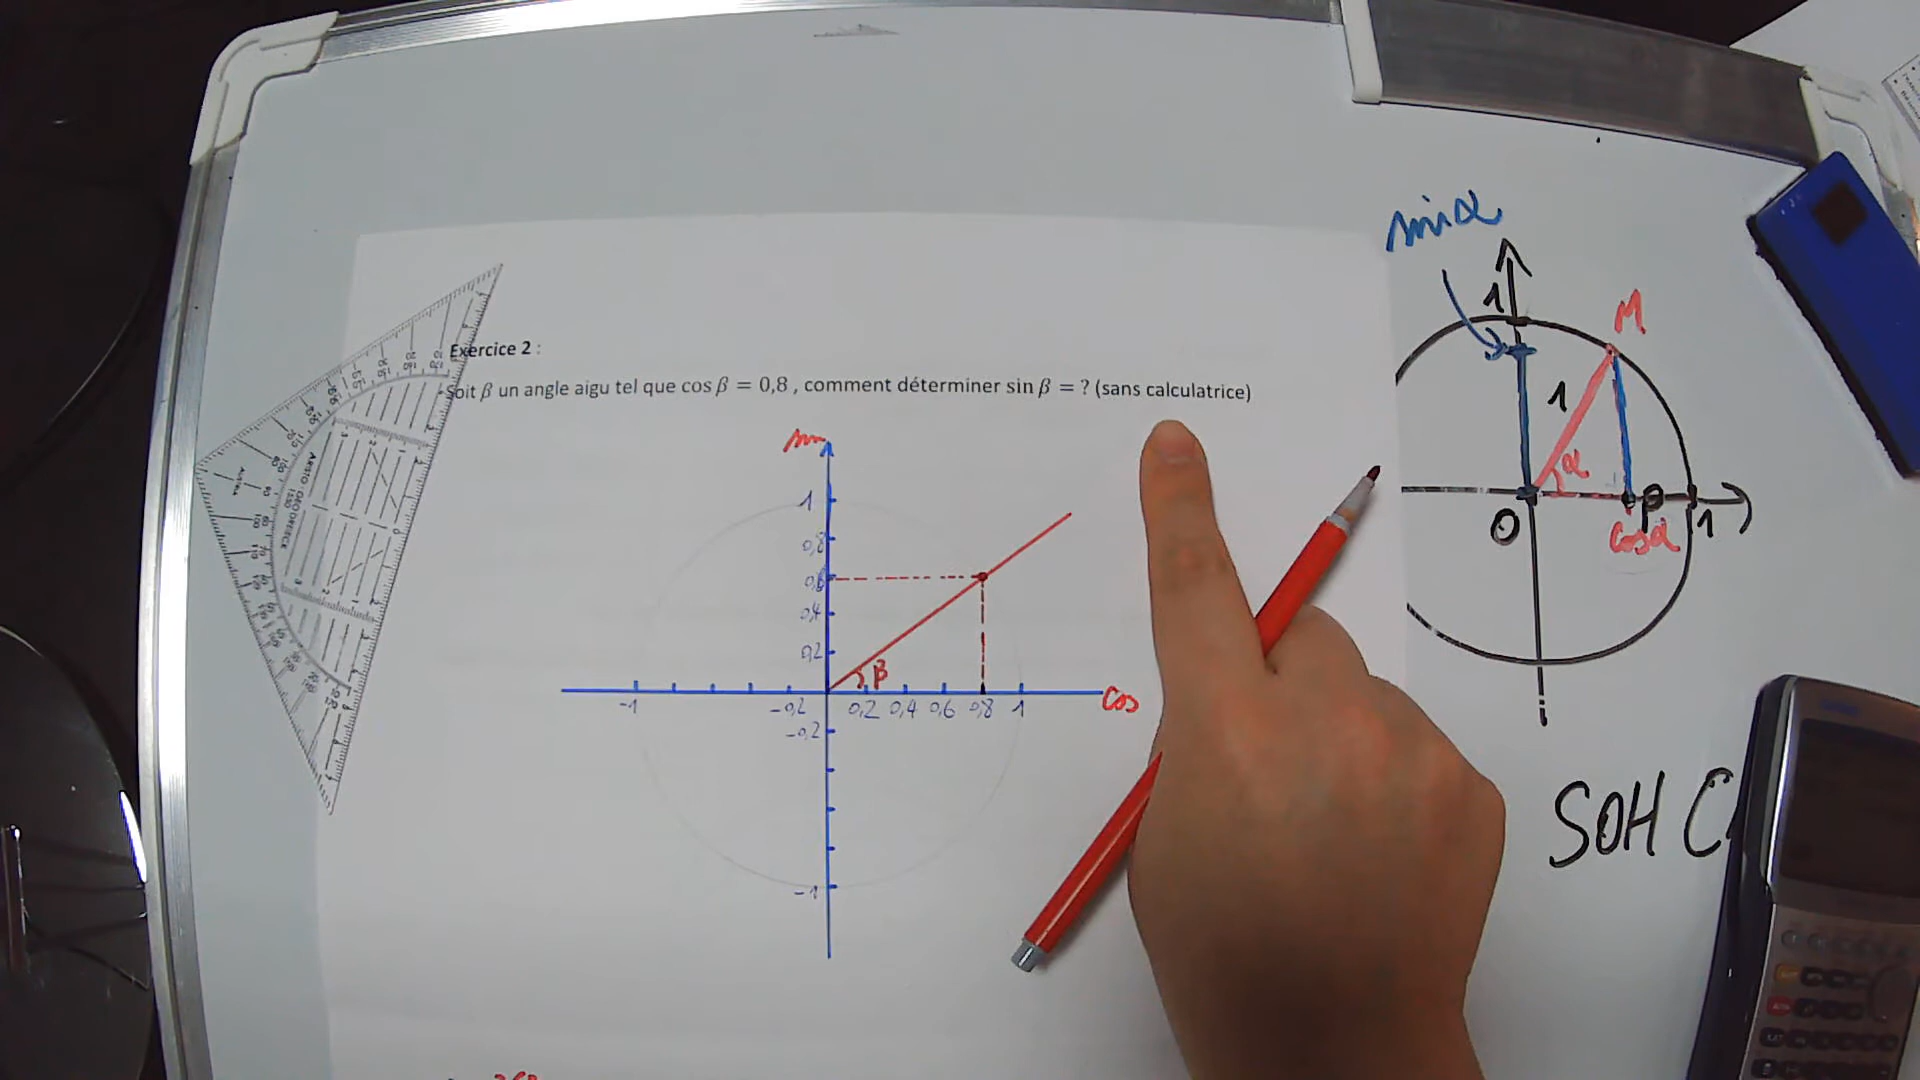 Exercice 2 :
Soit β un angle aigu tel que cos β = 0,8 , comment déterminer sin β = ? (sans calculatrice)
sin
1
0,8
0,6
0,4
0,2
β
-1
-0,2
0,2
0,4
0,6
0,8
1
cos
-0,2
-1
sin α
1
M
1
α
O
P
1
cos α
SOH C
ARISTO GEODREIECK